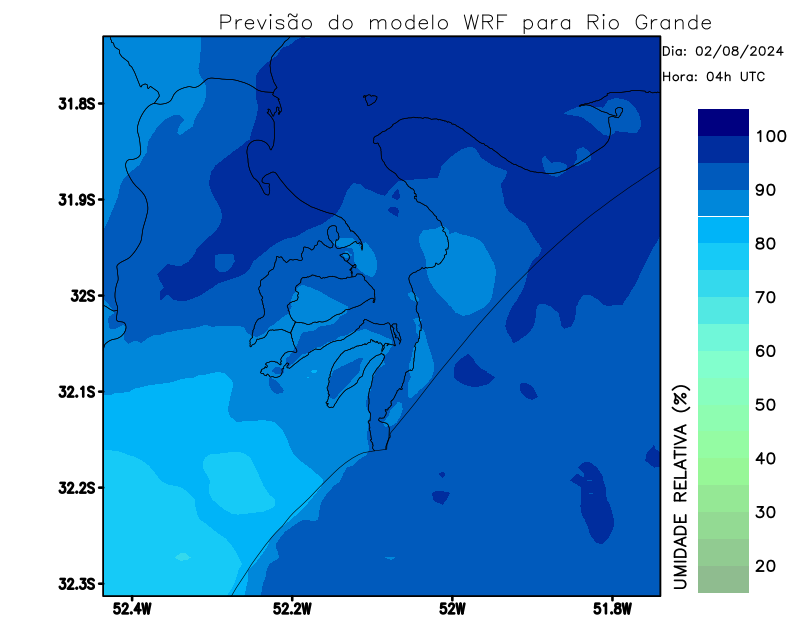 Previsão do modelo WRF para Rio Grande
Dia: 02/08/2024
Hora: 04h UTC
31.8S
31.9S
32S
32.1S
32.2S
32.3S
52.4W
52.2W
52W
51.8W
100
90
80
70
60
50
40
30
20
UMIDADE RELATIVA (%)